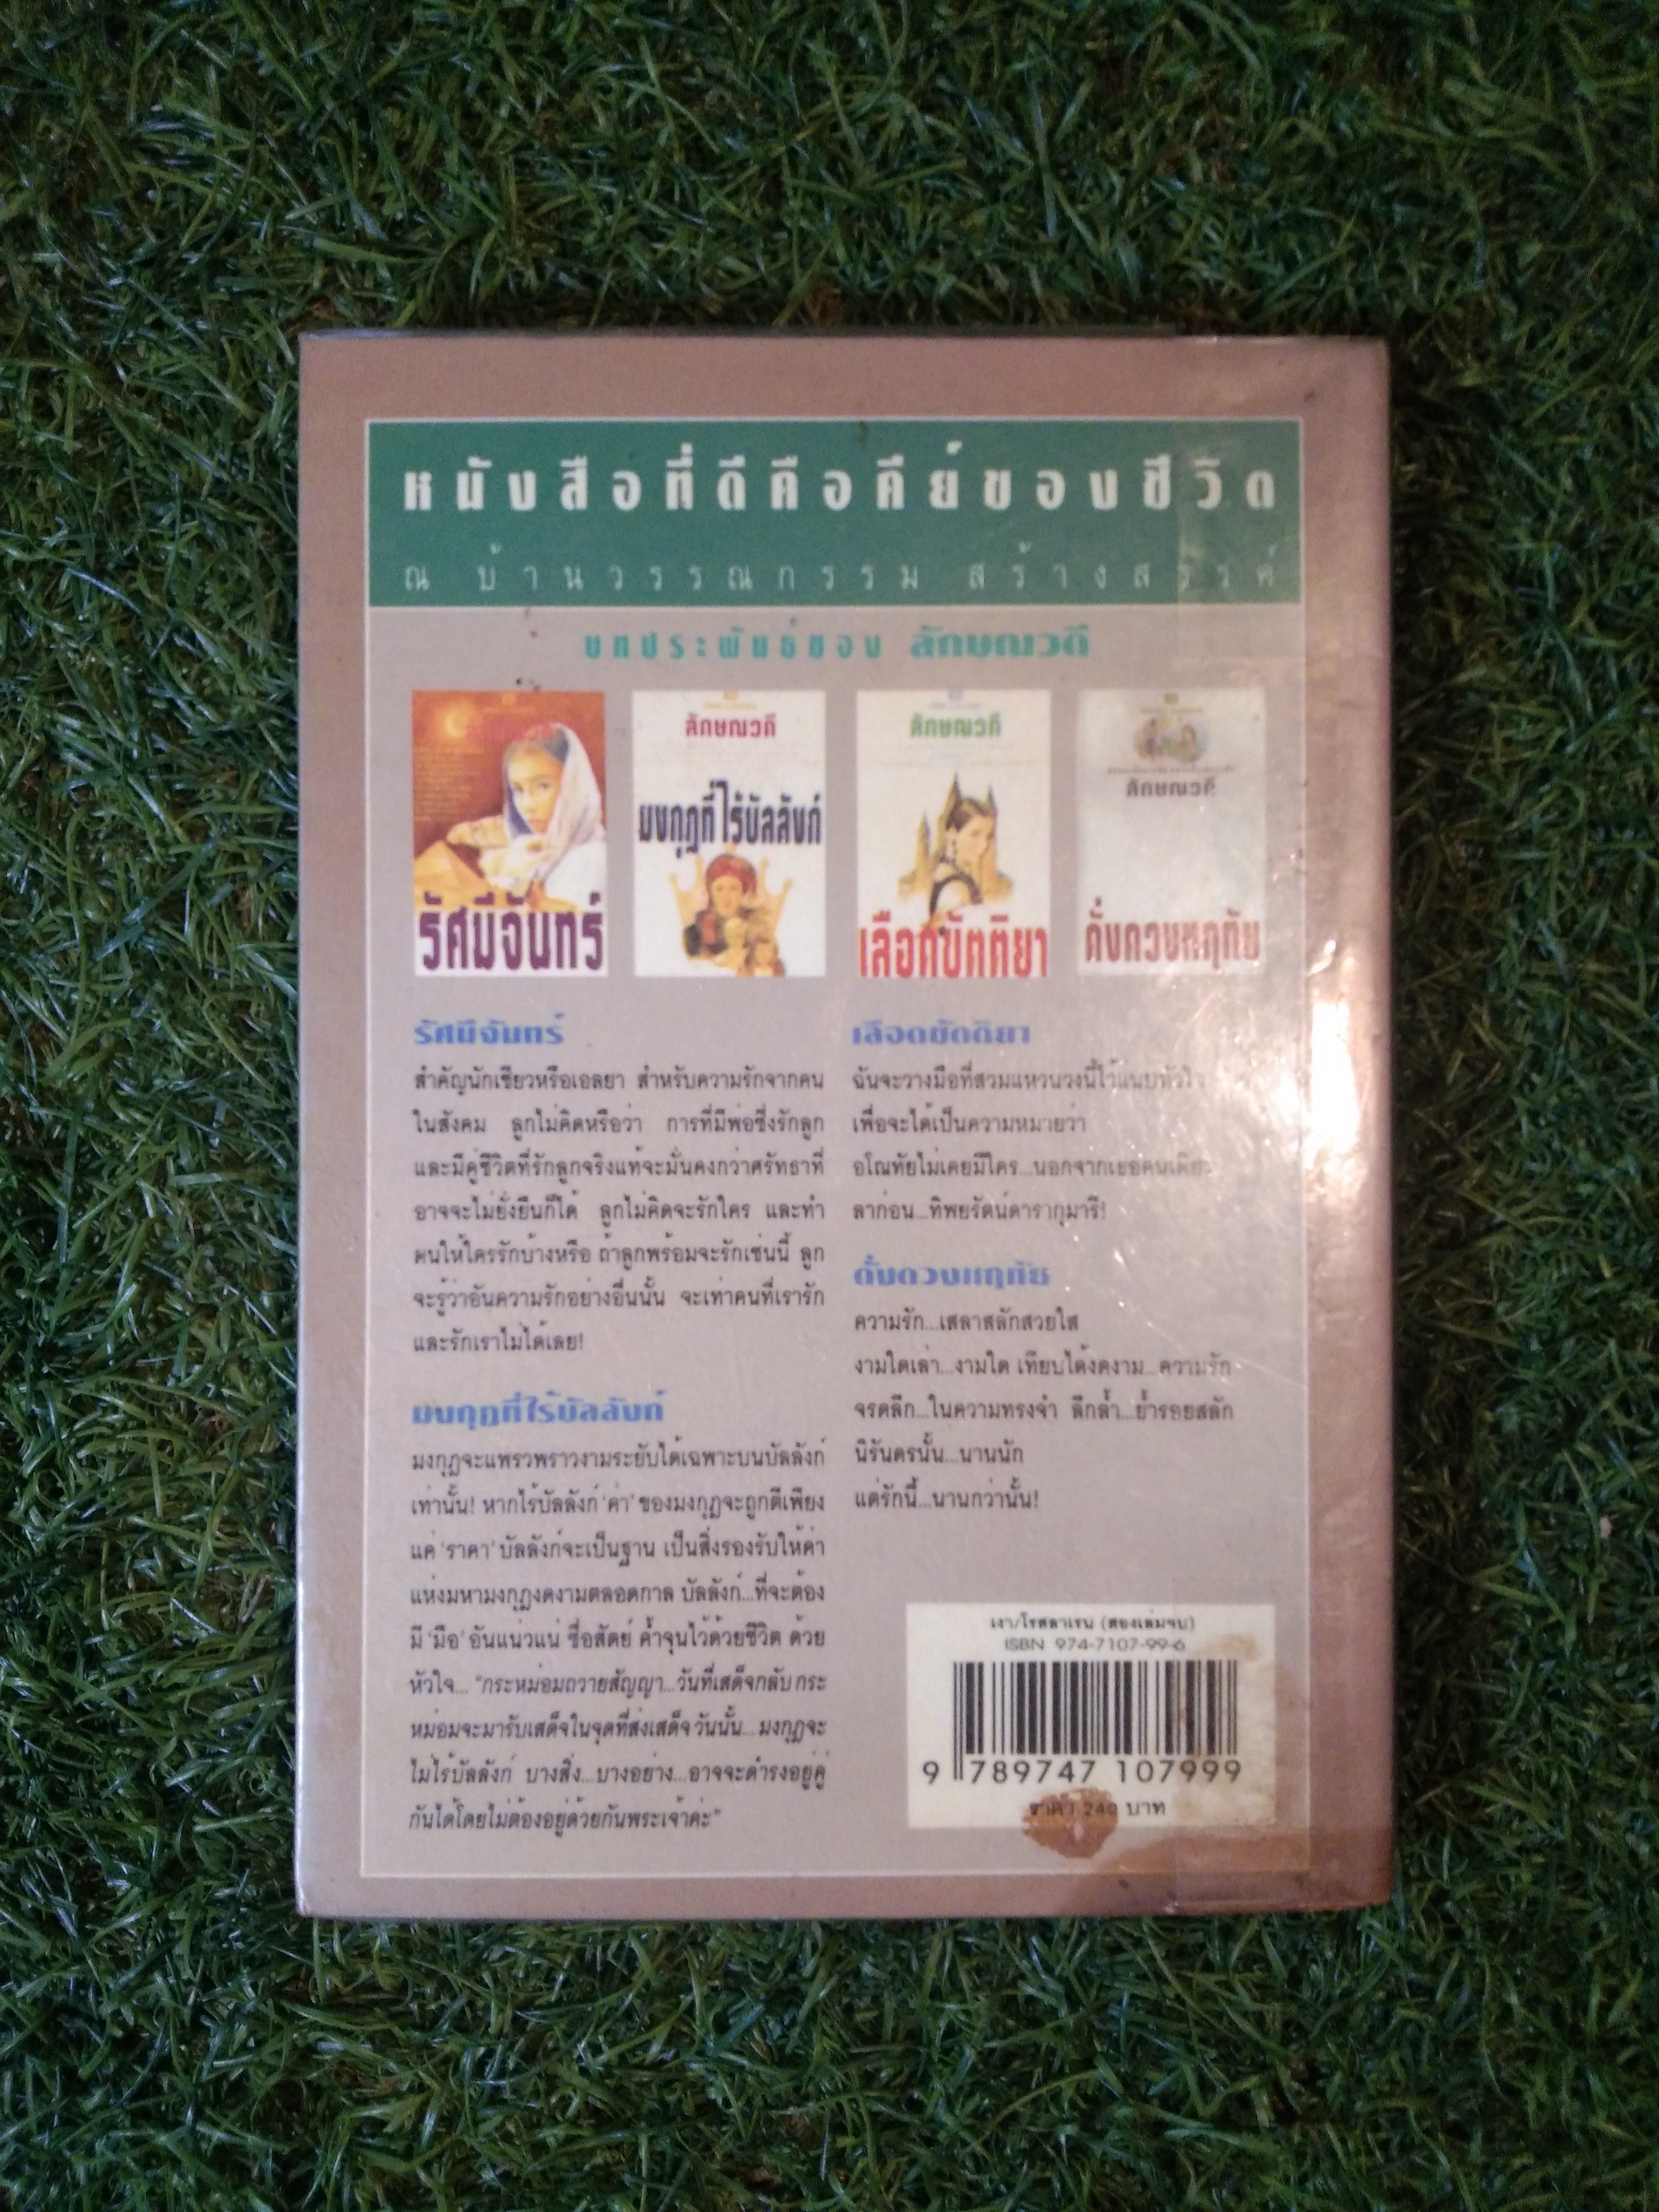 หนังสือที่ดีคือคีย์ของชีวิต
ณ บ้านวรรณกรรม สร้างสรรค์
บทประพันธ์ของ ลักษณวดี
รัศมีจันทร์
ลักษณวดี
มงกุฎที่ไร้บัลลังก์
ลักษณวดี
เลือดขัตติยา
ลักษณวดี
ดั่งดวงหฤทัย
รัศมีจันทร์
สำคัญนักเชียวหรือเอลยา สำหรับความรักจากคน
ในสังคม ลูกไม่คิดหรือว่า การที่มีพ่อซึ่งรักลูก
และมีคู่ชีวิตที่รักลูกจริงแท้จะมั่นคงกว่าศรัทธาที่
อาจจะไม่ยั่งยืนก็ได้ ลูกไม่คิดจะรักใคร และทำ
ตนให้ใครรักบ้างหรือ ถ้าลูกพร้อมจะรักเช่นนี้ ลูก
จะรู้ว่าอันความรักอย่างอื่นนั้น จะเท่าคนที่เรารัก
และรักเราไม่ได้เลย!
มงกุฎที่ไร้บัลลังก์
มงกุฎจะแพรวพราวงามระยับได้เฉพาะบนบัลลังก์
เท่านั้น! หากไร้บัลลังก์ 'ค่า' ของมงกุฎจะถูกตีเพียง
แค่ 'ราคา' บัลลังก์จะเป็นฐาน เป็นสิ่งรองรับให้ค่า
แห่งมหามงกุฎงดงามตลอดกาล บัลลังก์...ที่จะต้อง
มี 'มือ' อันแน่วแน่ ซื่อสัตย์ ค้ำจุนไว้ด้วยชีวิต ด้วย
หัวใจ... "กระหม่อมถวายสัญญา...วันที่เสด็จกลับ กระ
หม่อมจะมารับเสด็จในจุดที่ส่งเสด็จ วันนั้น...มงกุฎจะ
ไม่ไร้บัลลังก์ บางสิ่ง...บางอย่าง...อาจจะดำรงอยู่คู่
กันได้โดยไม่ต้องอยู่ด้วยกันพระเจ้าค่ะ"
เลือดขัตติยา
ฉันจะวางมือที่สวมแหวนวงนี้ไว้แนบหัวใจ
เพื่อจะได้เป็นความหมายว่า
อโณทัยไม่เคยมีใคร...นอกจากเธอคนเดียว
ลาก่อน...ทิพยรัตน์ดารากุมารี!
ดั่งดวงหฤทัย
ความรัก...เสลาสลักสวยใส
งามใดเล่า...งามใด เทียบได้งดงาม...ความรัก
จรดลึก...ในความทรงจำ ลึกล้ำ...ย้ำรอยสลัก
นิรันดรนั้น...นานนัก
แต่รักนี้...นานกว่านั้น!
เงา/โรสลาเรน (สองเล่มจบ)
ISBN 974-7107-99-6
9 789747 107999
ราคา 240 บาท